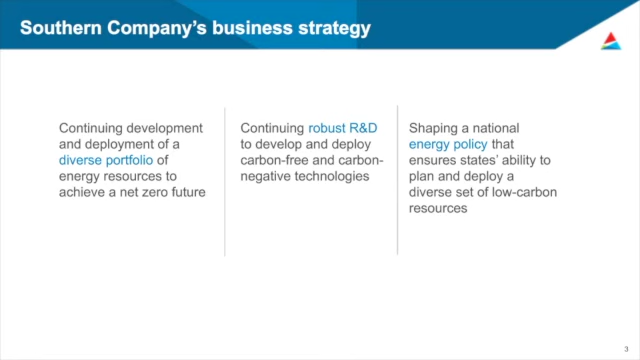 Southern Company's business strategy
Continuing development
and deployment of a
diverse portfolio of
energy resources to
achieve a net zero future
Continuing robust R&D
to develop and deploy
carbon-free and carbon-
negative technologies
Shaping a national
energy policy that
ensures states' ability to
plan and deploy a
diverse set of low-carbon
resources
3